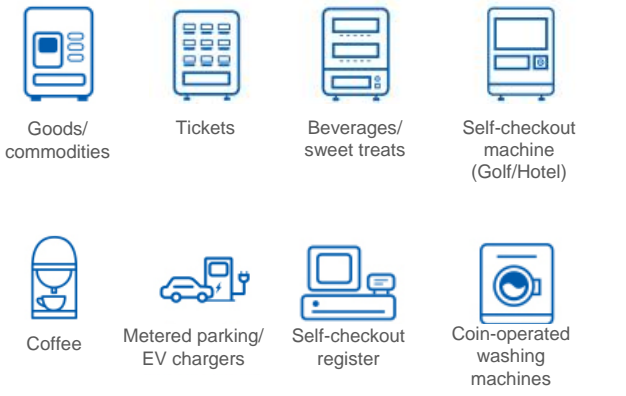 Goods/
commodities
Tickets
Beverages/
sweet treats
Self-checkout
machine
(Golf/Hotel)
Coffee
Metered parking/
EV chargers
Self-checkout
register
Coin-operated
washing
machines